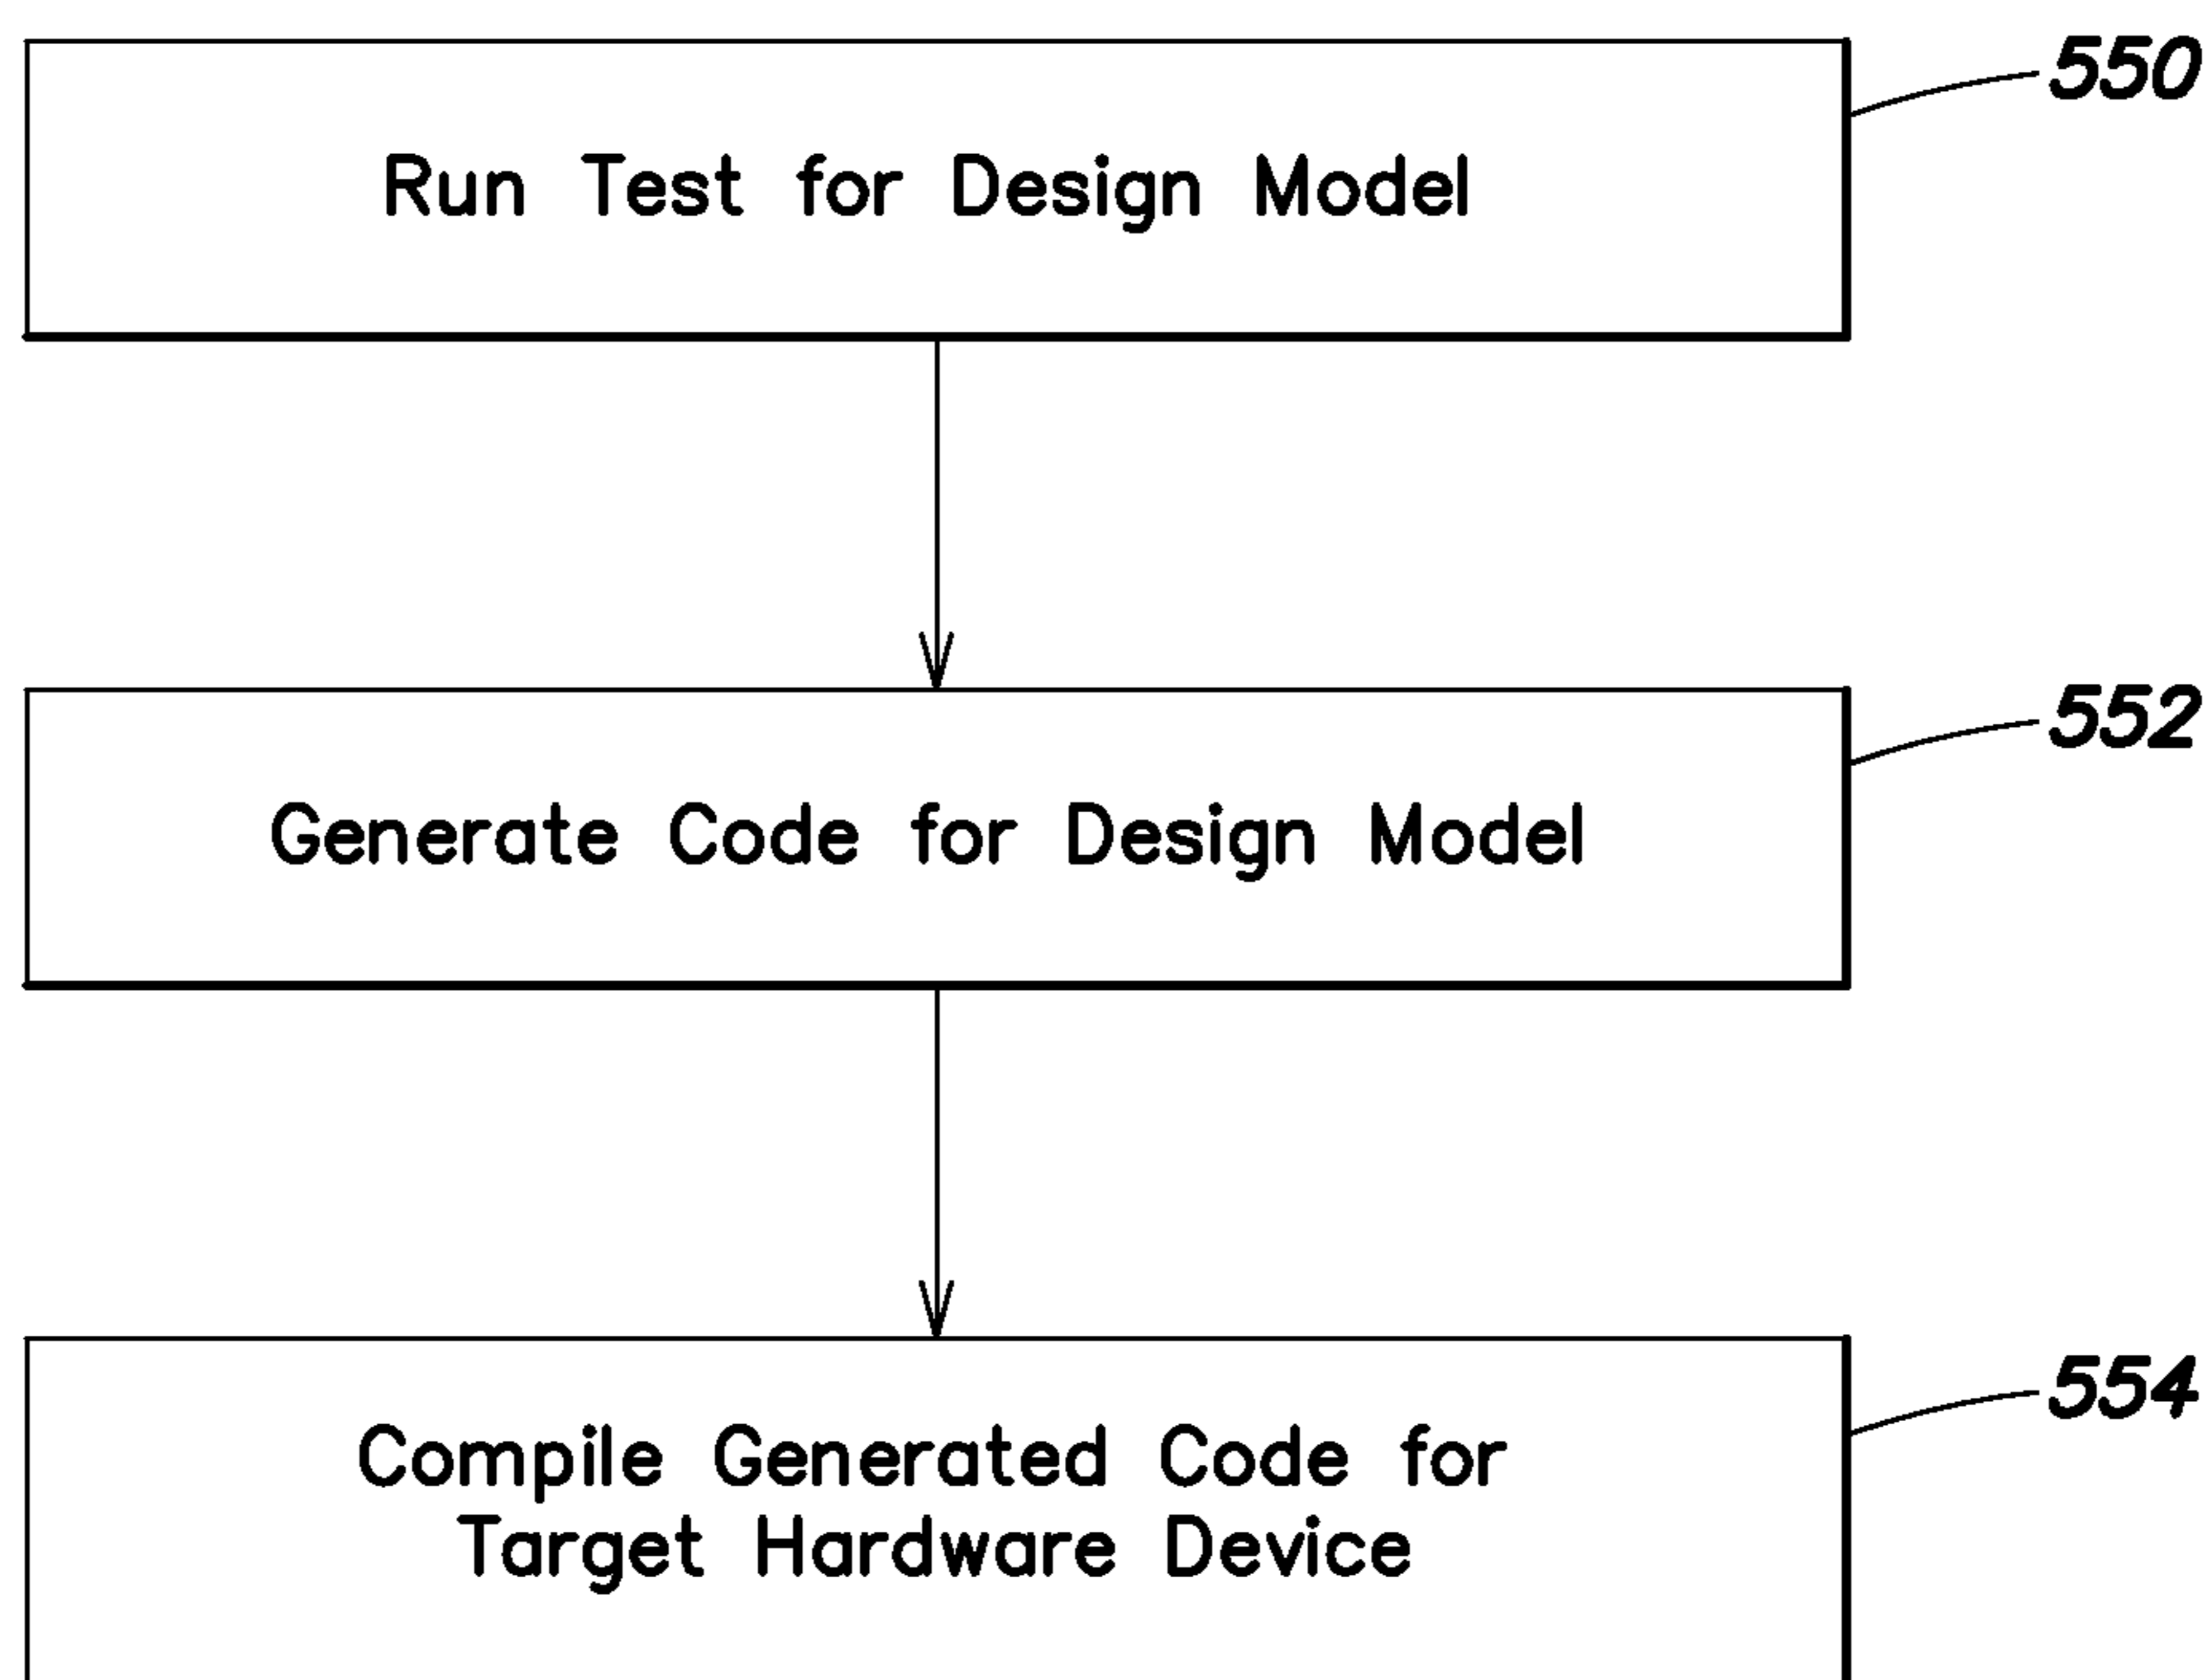 550
Run Test for Design Model
552
Generate Code for Design Model
554
Compile Generated Code for
Target Hardware Device